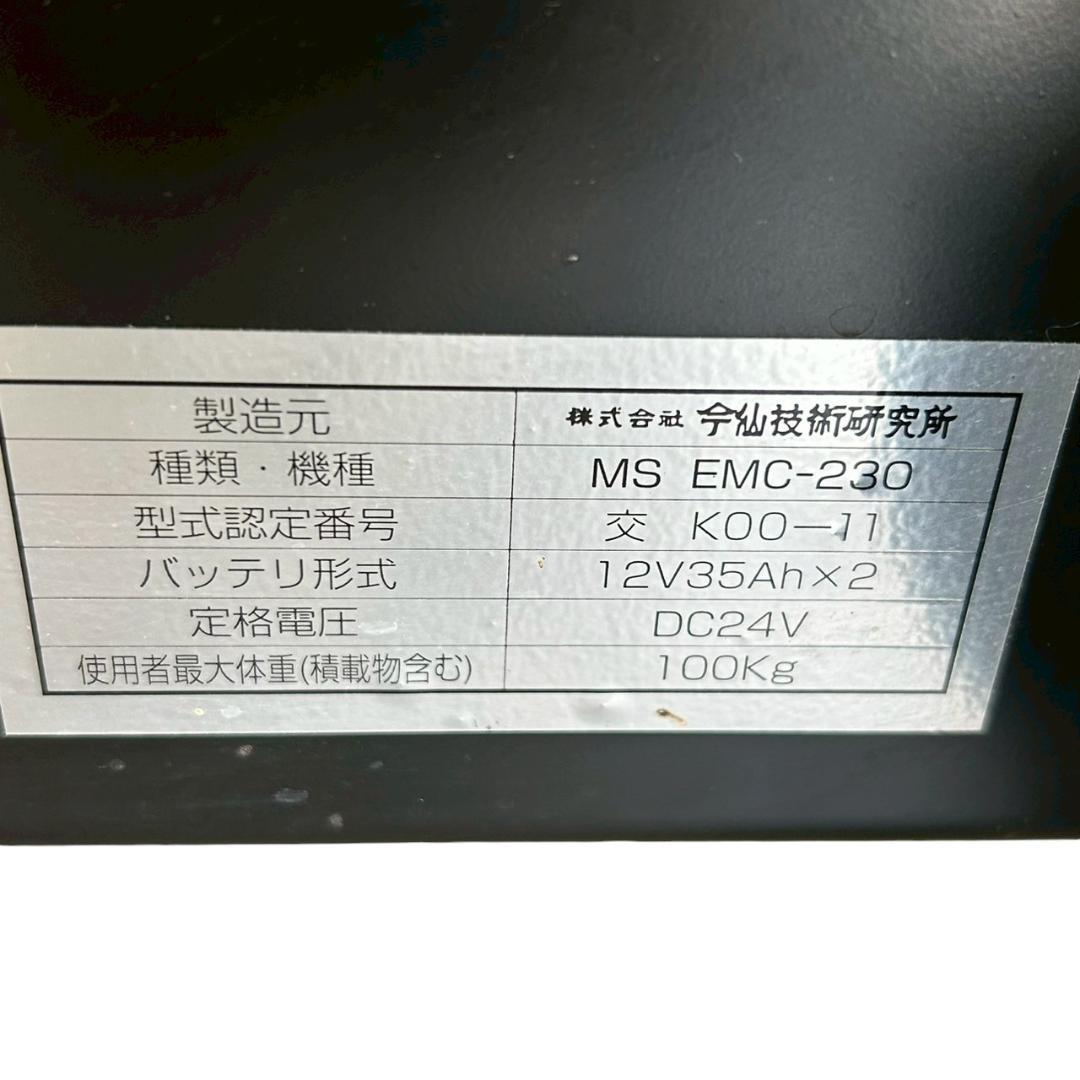 製造元 株式会社 今仙技術研究所
種類・機種 MS EMC-230
型式認定番号 交 K00-11
バッテリ形式 12V35Ah×2
定格電圧 DC24V
使用者最大体重(積載物含む) 100Kg